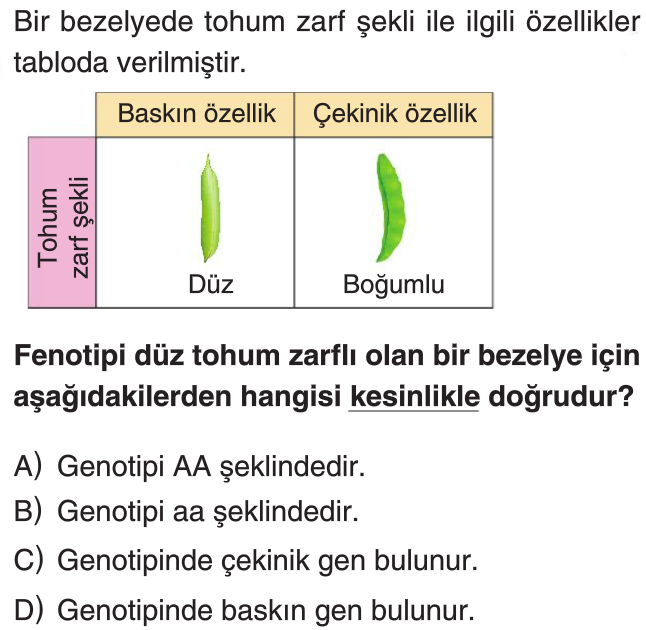 Bir bezelyede tohum zarf şekli ile ilgili özellikler
tabloda verilmiştir.
Baskın özellik
Çekinik özellik
Tohum
zarf şekli
Düz
Boğumlu
Fenotipi düz tohum zarflı olan bir bezelye için
aşağıdakilerden hangisi kesinlikle doğrudur?
A) Genotipi AA şeklindedir.
B) Genotipi aa şeklindedir.
C) Genotipinde çekinik gen bulunur.
D) Genotipinde baskın gen bulunur.